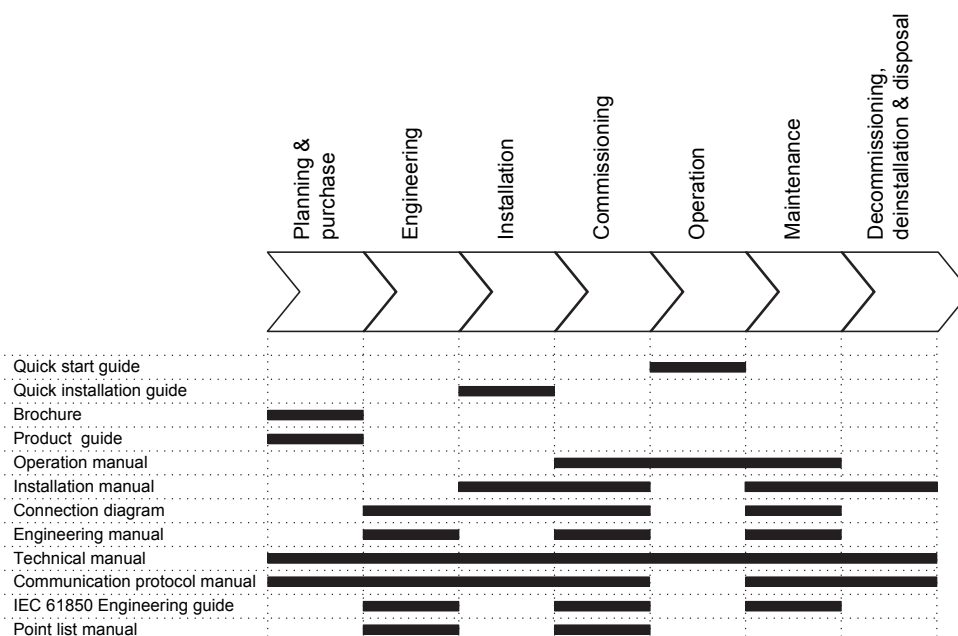 Planning &
purchase
Engineering
Installation
Commissioning
Operation
Maintenance
Decommissioning,
deinstallation & disposal
Quick start guide
Quick installation guide
Brochure
Product guide
Operation manual
Installation manual
Connection diagram
Engineering manual
Technical manual
Communication protocol manual
IEC 61850 Engineering guide
Point list manual